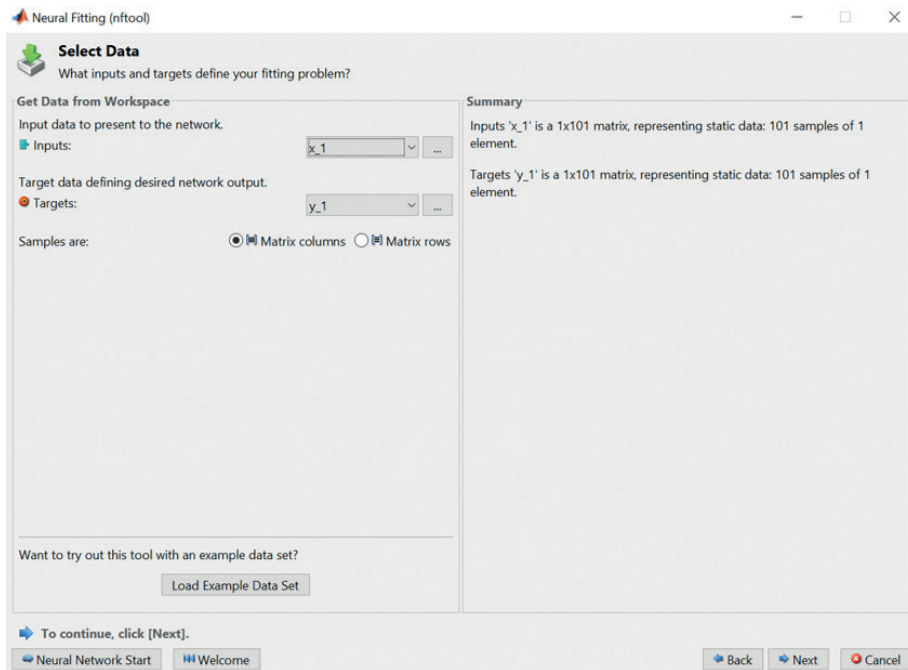 Neural Fitting (nftool)
Select Data
What inputs and targets define your fitting problem?
Get Data from Workspace
Input data to present to the network.
Inputs:
x_1
...
Target data defining desired network output.
Targets:
y_1
...
Samples are:
Matrix columns
Matrix rows
Summary
Inputs 'x_1' is a 1x101 matrix, representing static data: 101 samples of 1
element.
Targets 'y_1' is a 1x101 matrix, representing static data: 101 samples of 1
element.
Want to try out this tool with an example data set?
Load Example Data Set
To continue, click [Next].
Neural Network Start
Welcome
Back
Next
Cancel